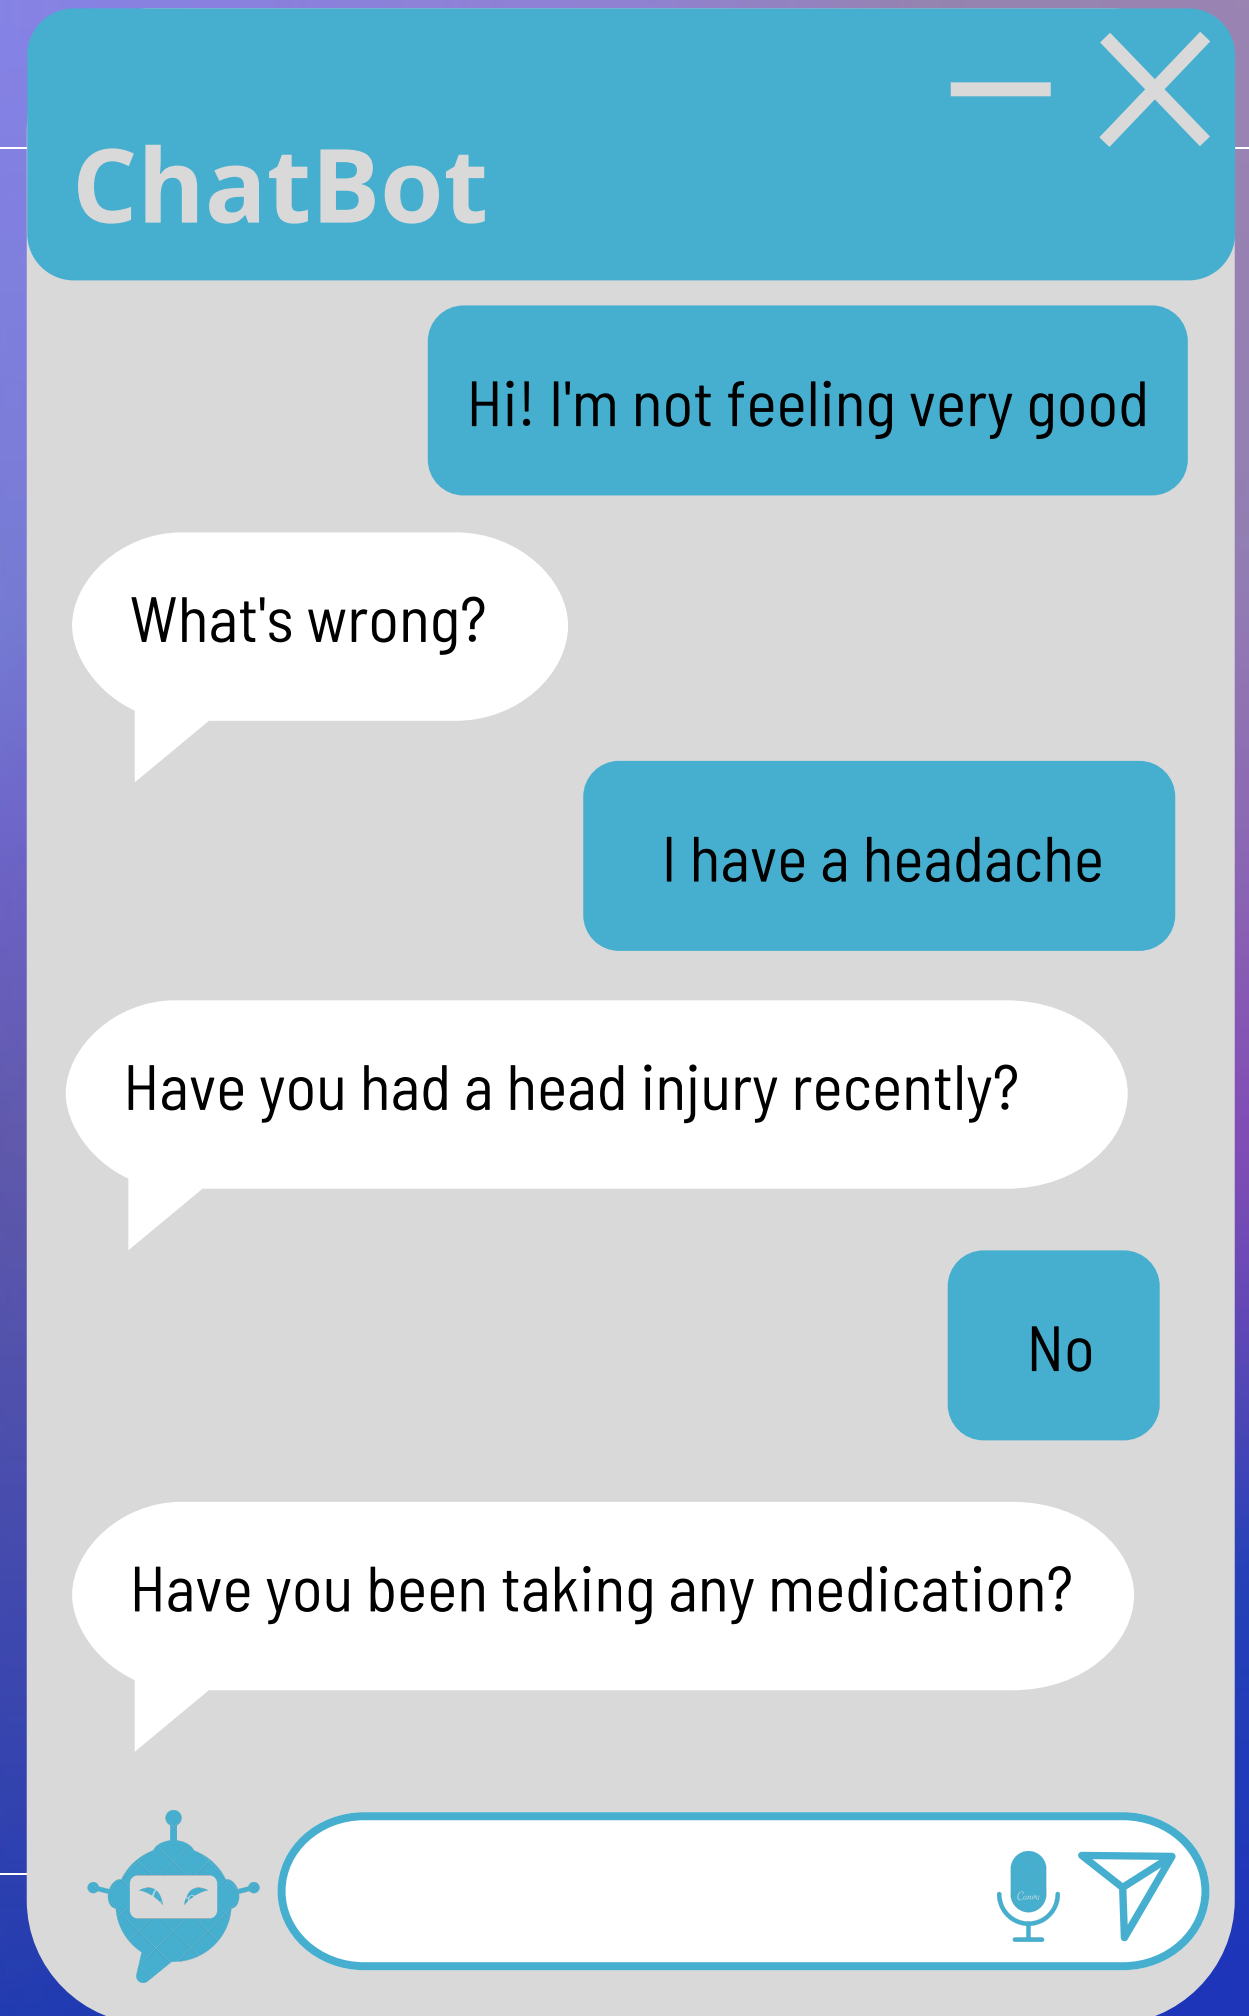 ChatBot
Hi! I'm not feeling very good
What's wrong?
I have a headache
Have you had a head injury recently?
No
Have you been taking any medication?
Canva